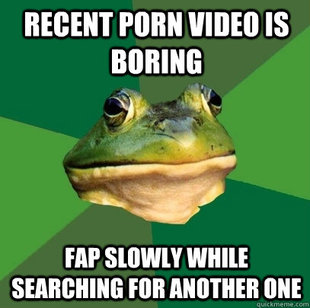 RECENT PORN VIDEO IS
BORING
FAP SLOWLY WHILE
SEARCHING FOR ANOTHER ONE
quickmeme.com